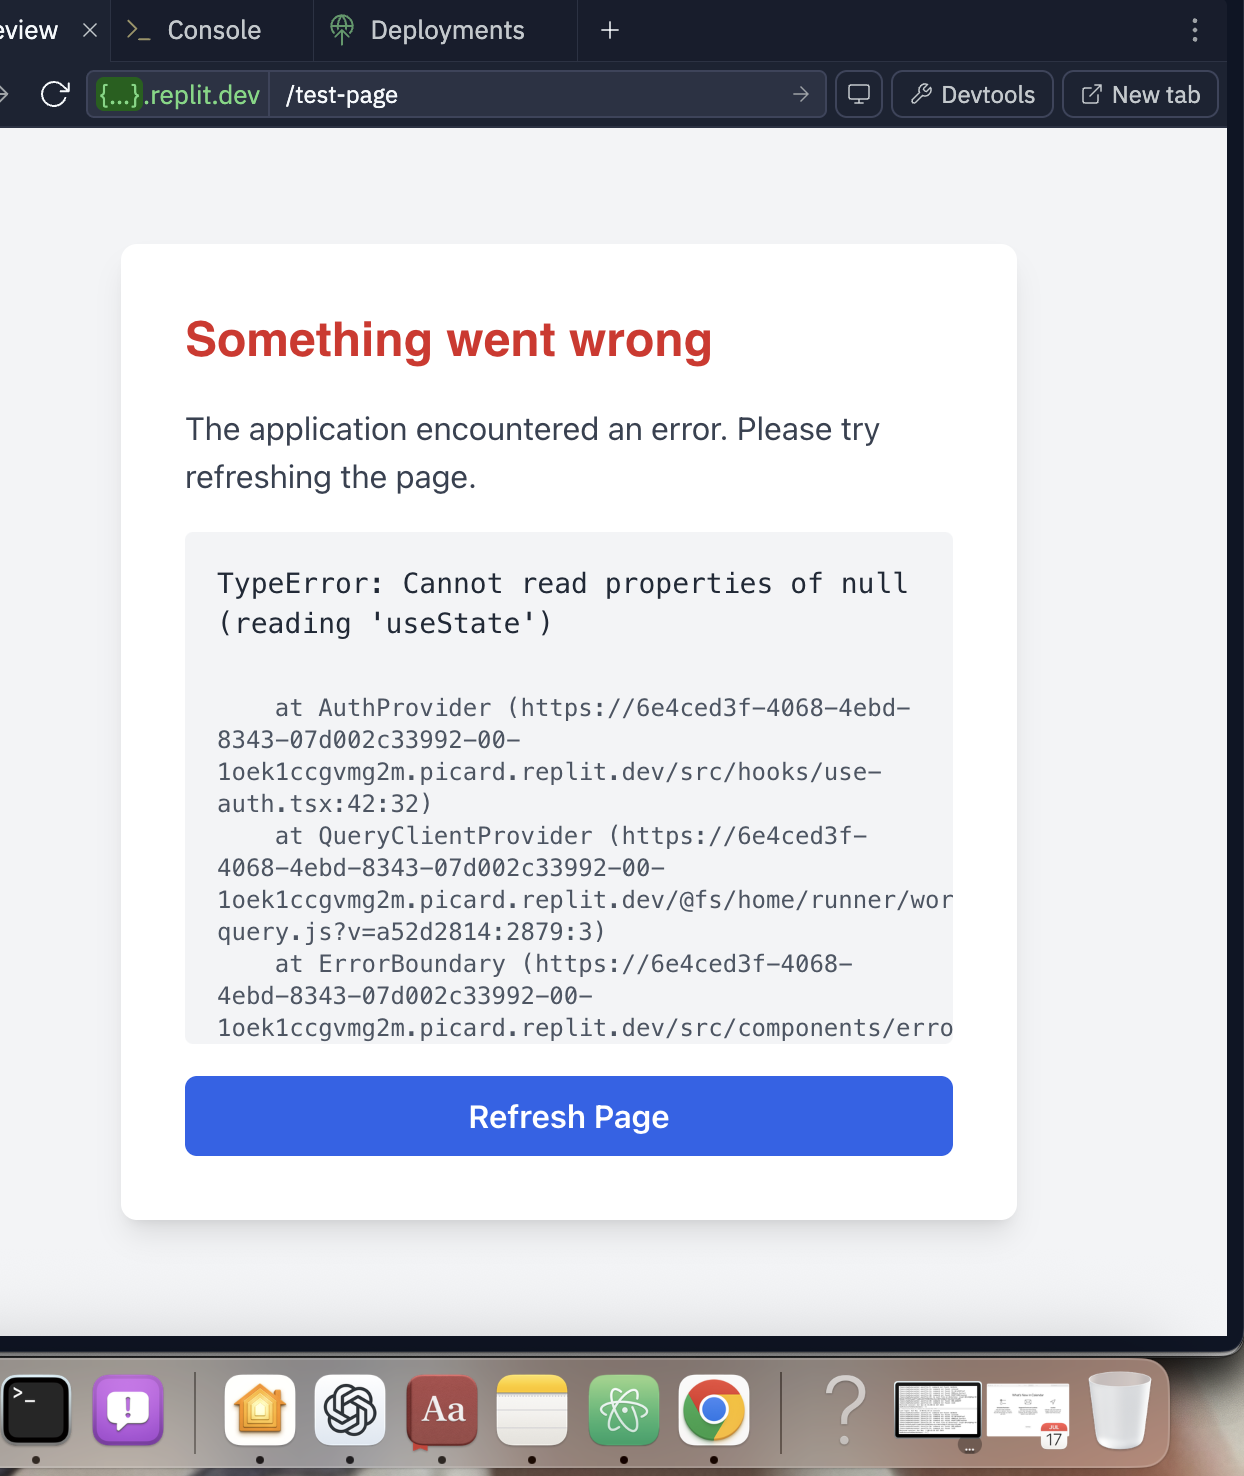 eview
>_ Console
Deployments
{...}.replit.dev
/test-page
Devtools
New tab
Something went wrong
The application encountered an error. Please try
refreshing the page.
TypeError: Cannot read properties of null
(reading 'useState')
at AuthProvider (https://6e4ced3f-4068-4ebd-
8343-07d002c33992-00-
1oek1ccgvmg2m.picard.replit.dev/src/hooks/use-
auth.tsx:42:32)
at QueryClientProvider (https://6e4ced3f-
4068-4ebd-8343-07d002c33992-00-
1oek1ccgvmg2m.picard.replit.dev/@fs/home/runner/wor
query.js?v=a52d2814:2879:3)
at ErrorBoundary (https://6e4ced3f-4068-
4ebd-8343-07d002c33992-00-
1oek1ccgvmg2m.picard.replit.dev/src/components/erro
Refresh Page
>_
!
Aa
?
JUL
17